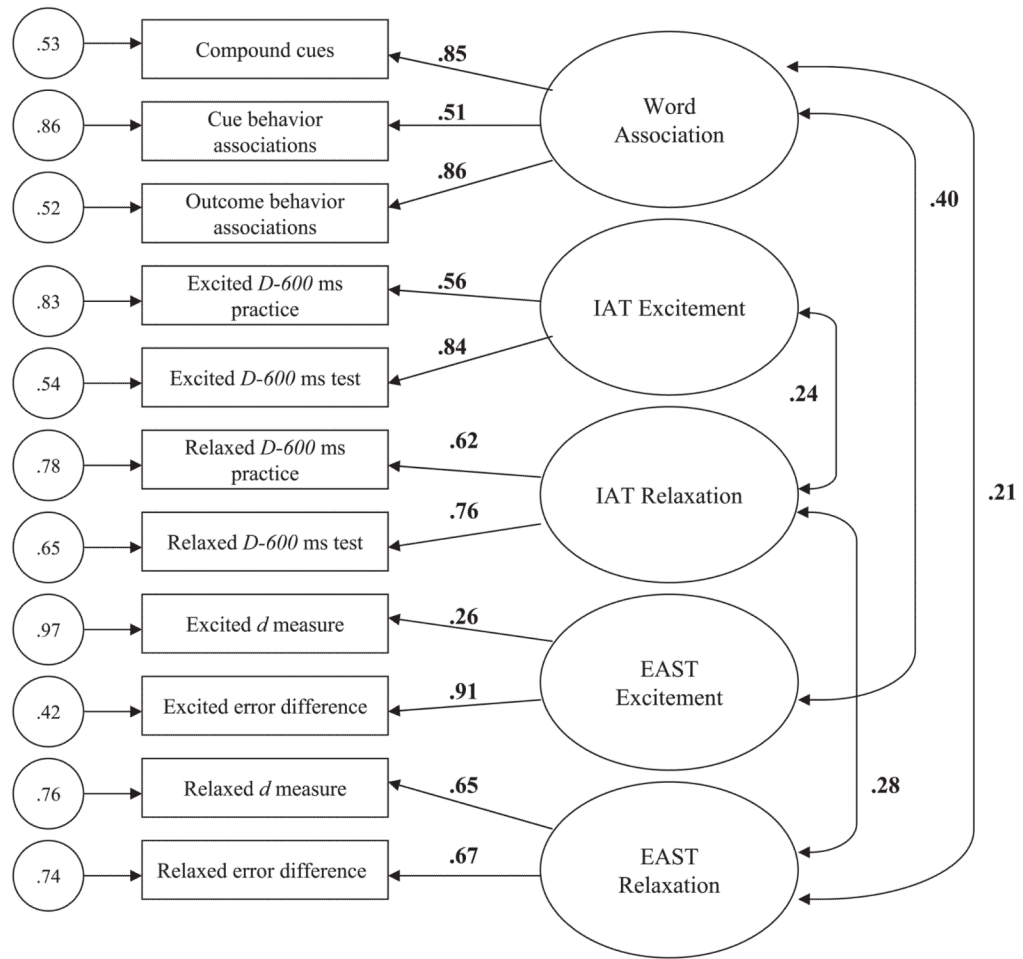 .53
Compound cues
.85
Word
Association
.86
Cue behavior
associations
.51
.40
.52
Outcome behavior
associations
.86
.83
Excited D-600 ms
practice
.56
IAT Excitement
.54
Excited D-600 ms test
.84
.24
.78
Relaxed D-600 ms
practice
.62
IAT Relaxation
.21
.65
Relaxed D-600 ms test
.76
.97
Excited d measure
.26
EAST
Excitement
.42
Excited error difference
.91
.76
Relaxed d measure
.65
.28
.74
Relaxed error difference
.67
EAST
Relaxation